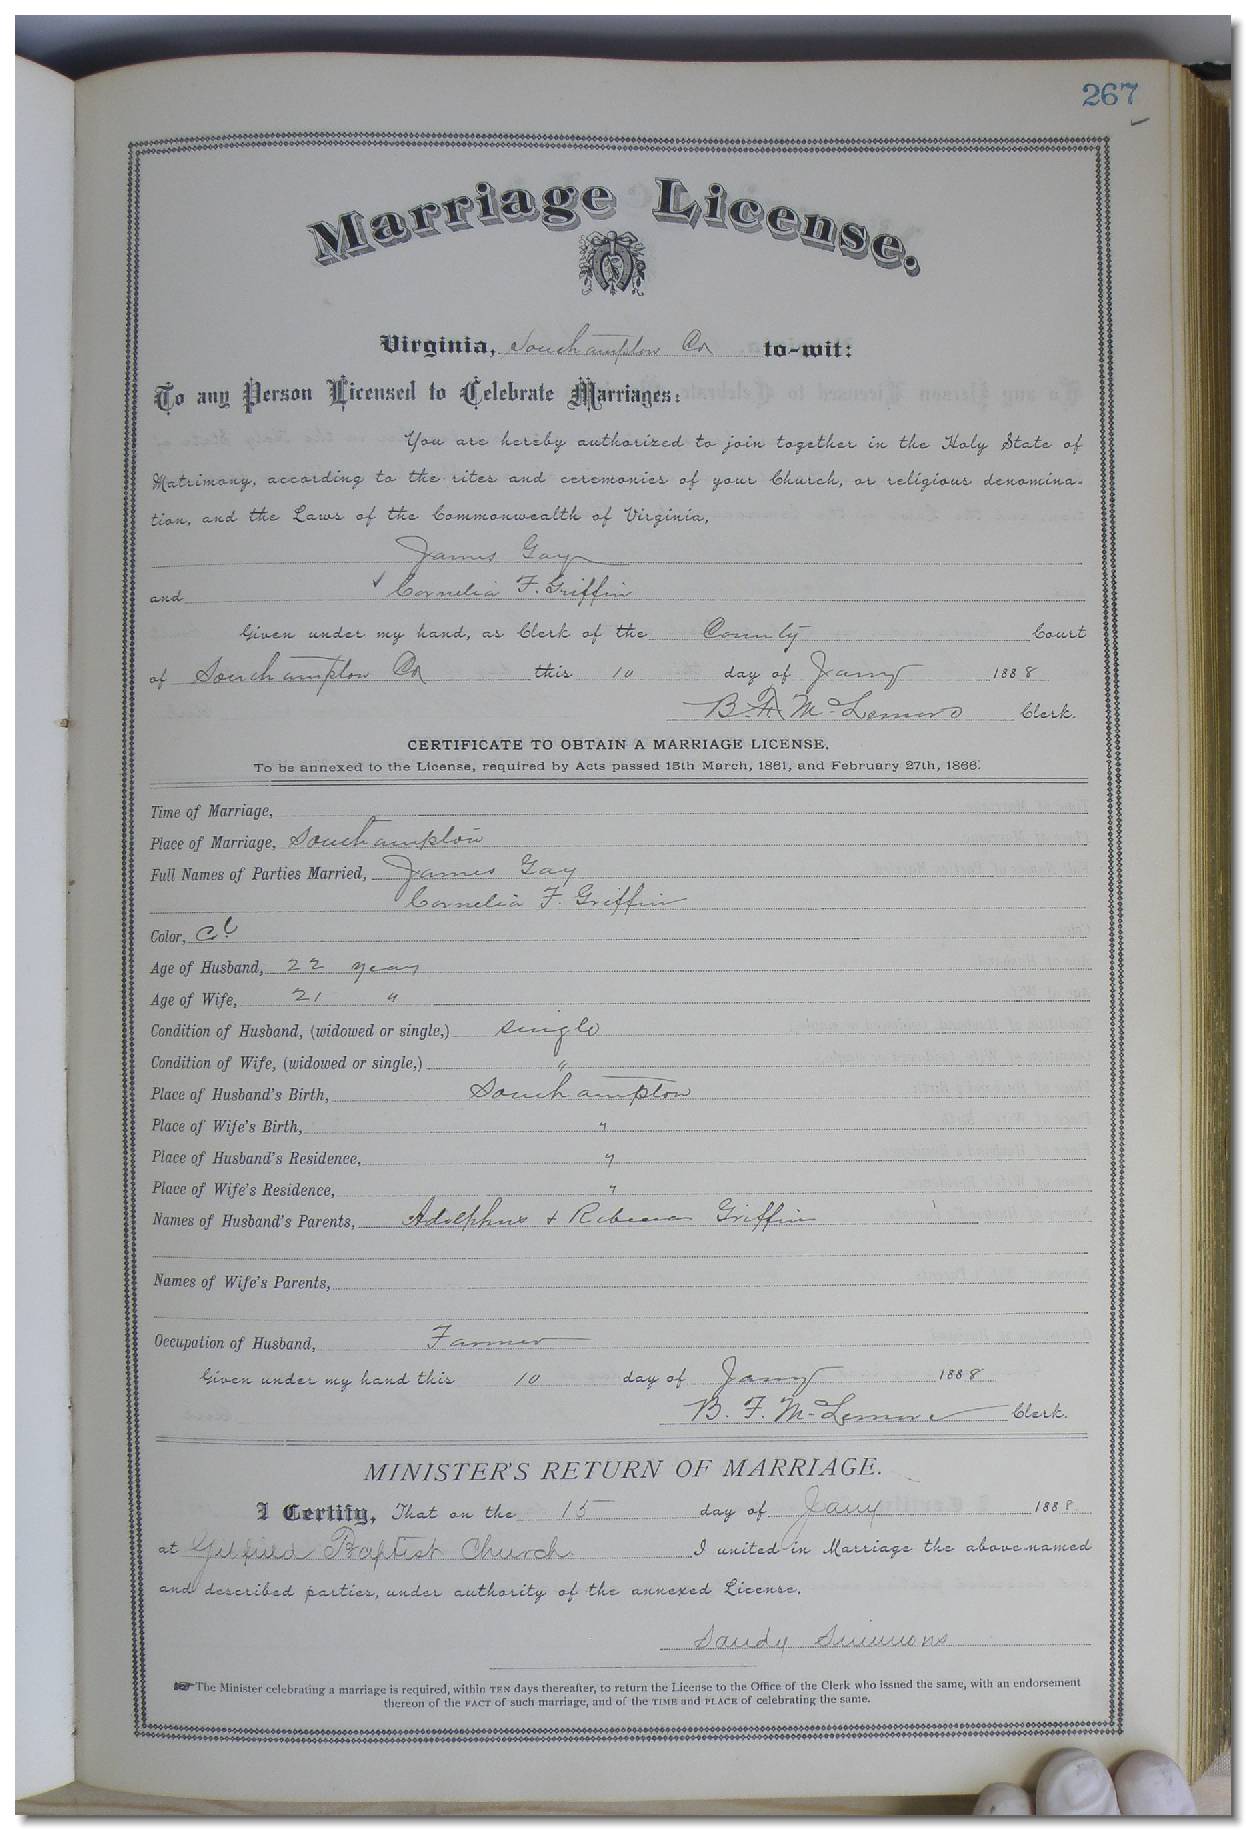 267
Marriage License.
Virginia, Southampton Co to-wit:
To any Person Licensed to Celebrate Marriages:
You are hereby authorized to join together in the Holy State of
Matrimony, according to the rites and ceremonies of your Church, or religious denomina-
tion, and the Laws of the Commonwealth of Virginia,
James Gay
and Cornelia F. Griffin
Given under my hand, as Clerk of the County Court
of Southampton Co this 10 day of Jany 1888
B. F. McLemore Clerk.
CERTIFICATE TO OBTAIN A MARRIAGE LICENSE,
To be annexed to the License, required by Acts passed 15th March, 1861, and February 27th, 1866.
Time of Marriage,
Place of Marriage, Southampton
Full Names of Parties Married, James Gay
Cornelia F. Griffin
Color, Cl
Age of Husband, 22 years
Age of Wife, 21 "
Condition of Husband, (widowed or single,) single
Condition of Wife, (widowed or single,) "
Place of Husband's Birth, Southampton
Place of Wife's Birth, "
Place of Husband's Residence, "
Place of Wife's Residence, "
Names of Husband's Parents, Adolphus + Rebecca Griffin
Names of Wife's Parents,
Occupation of Husband, Farmer
Given under my hand this 10 day of Jany 1888
B. F. McLemore Clerk.
MINISTER'S RETURN OF MARRIAGE.
I Certify, That on the 15 day of Jany 1888
at Gilfield Baptist Church I united in Marriage the above-named
and described parties, under authority of the annexed License.
Sandy Simmons
The Minister celebrating a marriage is required, within TEN days thereafter, to return the License to the Office of the Clerk who issued the same, with an endorsement
thereon of the FACT of such marriage, and of the TIME and PLACE of celebrating the same.